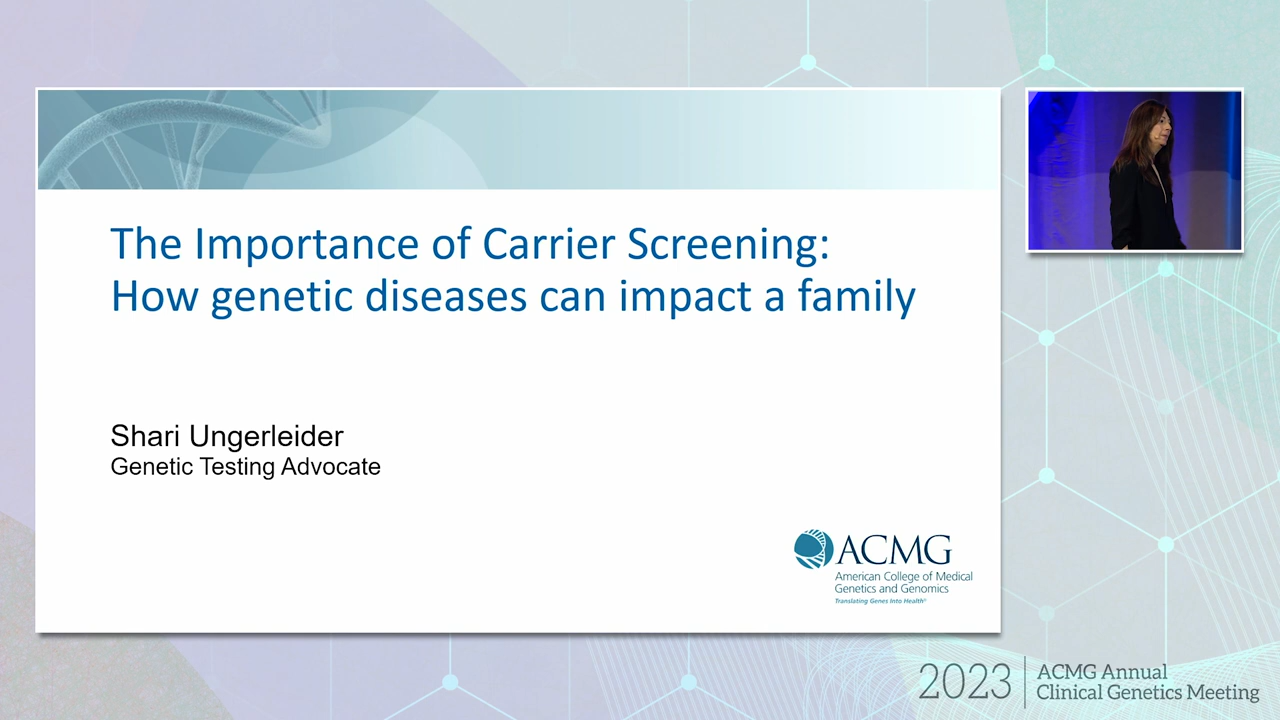 The Importance of Carrier Screening:
How genetic diseases can impact a family
Shari Ungerleider
Genetic Testing Advocate
ACMG
American College of Medical
Genetics and Genomics
Translating Genes Into Health®
2023
ACMG Annual
Clinical Genetics Meeting